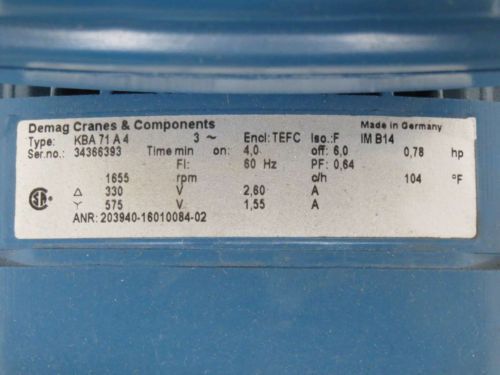 Demag Cranes & Components Made in Germany
Type: KBA 71 A 4 3 ~ Encl: TEFC Iso.: F IM B14
Ser.no.: 34366393 Time min on: 4,0 off: 6,0 0,78 hp
FI: 60 Hz PF: 0,64
1655 rpm c/h 104 °F
△ 330 V 2,60 A
Y 575 V 1,55 A
ANR: 203940-16010084-02